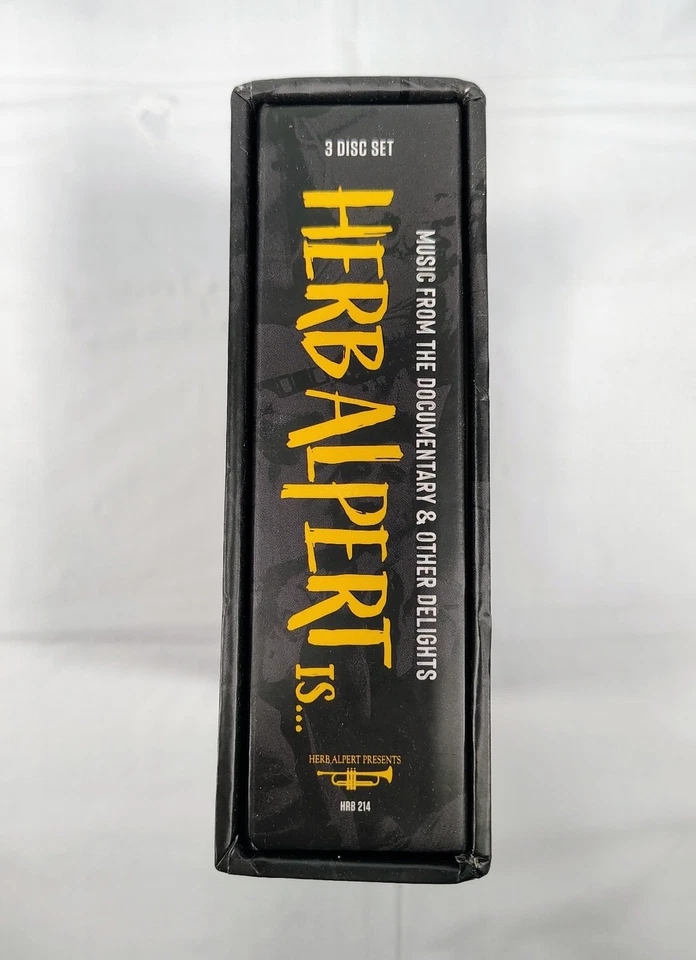 3 DISC SET
MUSIC FROM THE DOCUMENTARY & OTHER DELIGHTS
HERB ALPERT IS...
HERB ALPERT PRESENTS
HRB 214